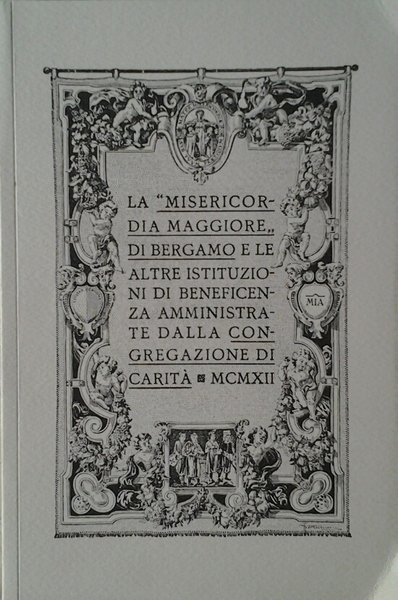 LA "MISERICOR-
DIA MAGGIORE„
DI BERGAMO E LE
ALTRE ISTITUZIO-
NI DI BENEFICEN-
ZA AMMINISTRA-
TE DALLA CON-
GREGAZIONE DI
CARITÀ MCMXII
MIA